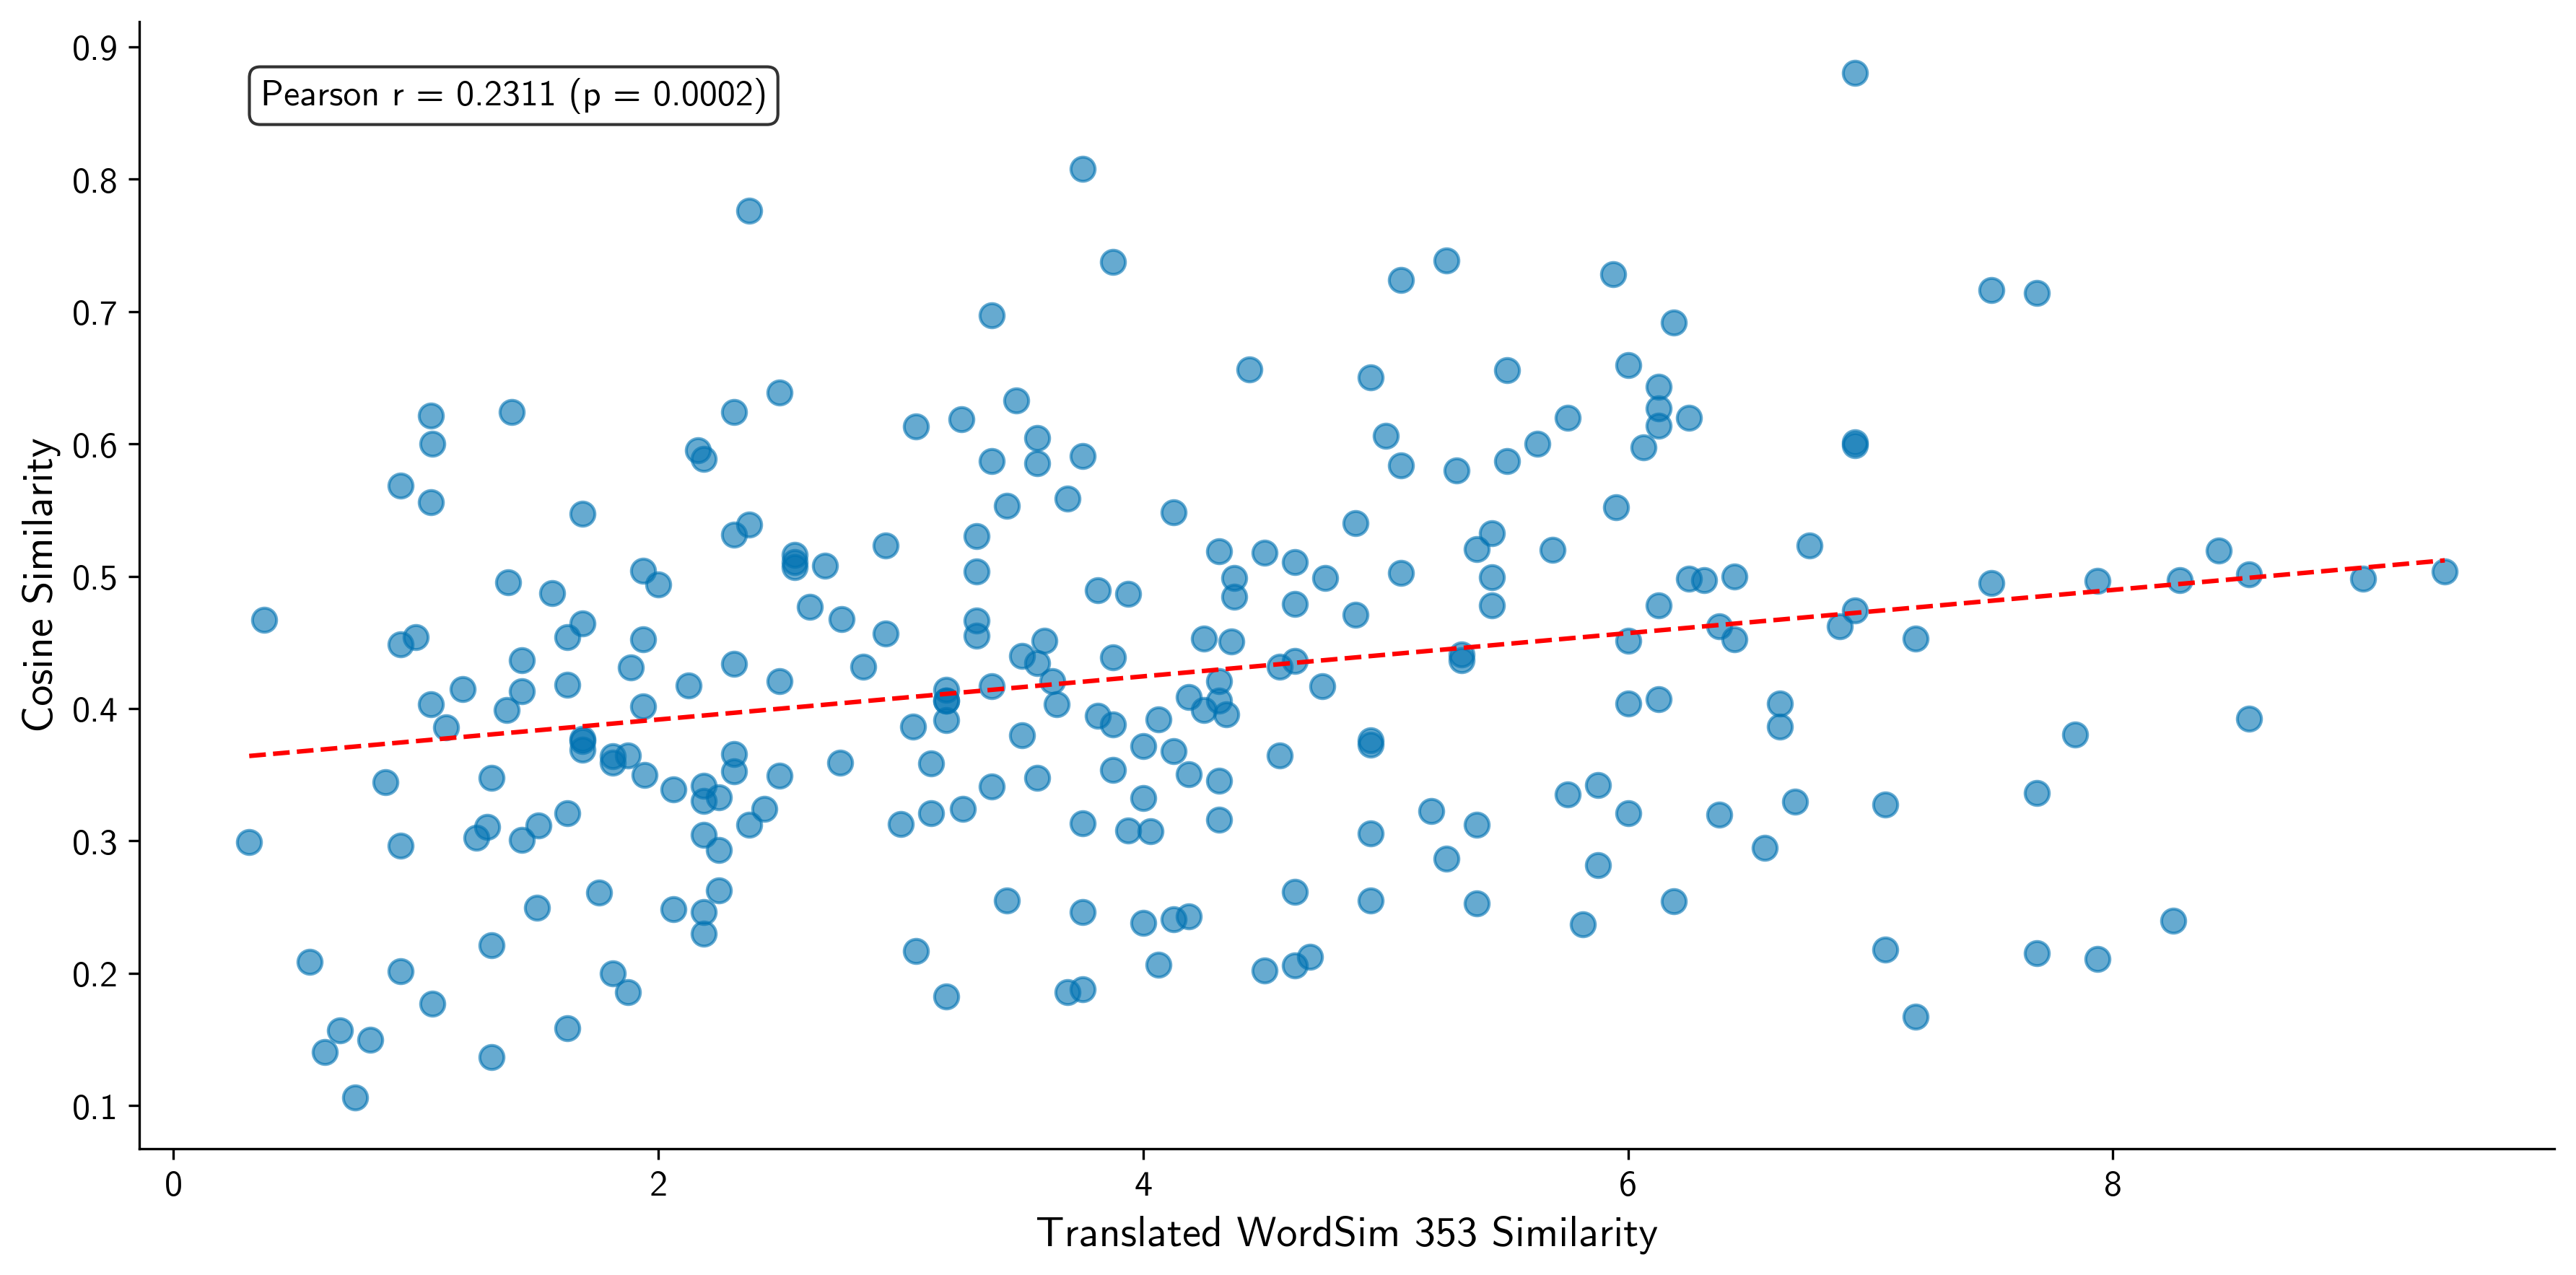 0.9
Pearson r = 0.2311 (p = 0.0002)
0.8
0.7
0.6
0.5
0.4
0.3
0.2
0.1
Cosine Similarity
0 2 4 6 8
Translated WordSim 353 Similarity